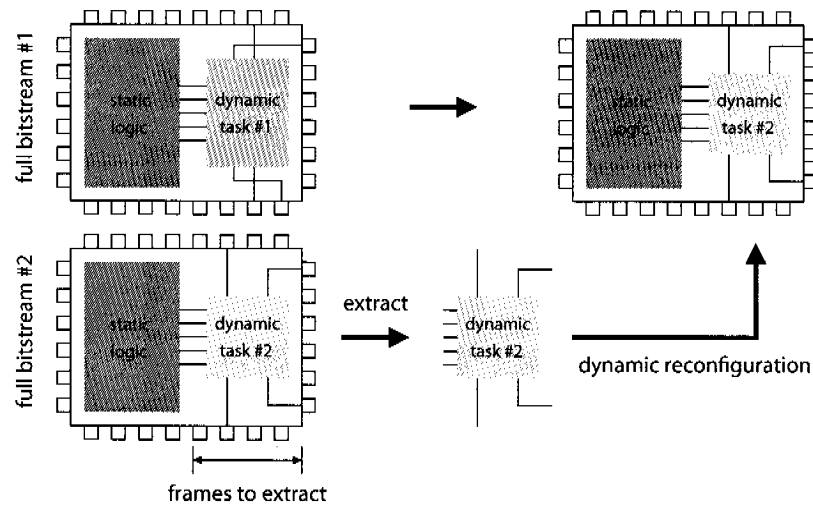 full bitstream #1
static
logic
dynamic
task #1
static
logic
dynamic
task #2
full bitstream #2
static
logic
dynamic
task #2
extract
dynamic
task #2
dynamic reconfiguration
frames to extract